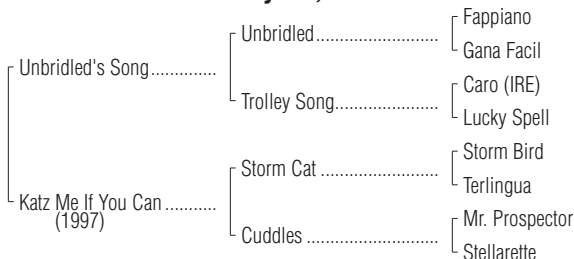 Fappiano
Unbridled
Gana Facil
Unbridled's Song
Caro (IRE)
Trolley Song
Lucky Spell
Storm Bird
Storm Cat
Terlingua
Katz Me If You Can
(1997)
Mr. Prospector
Cuddles
Stellarette